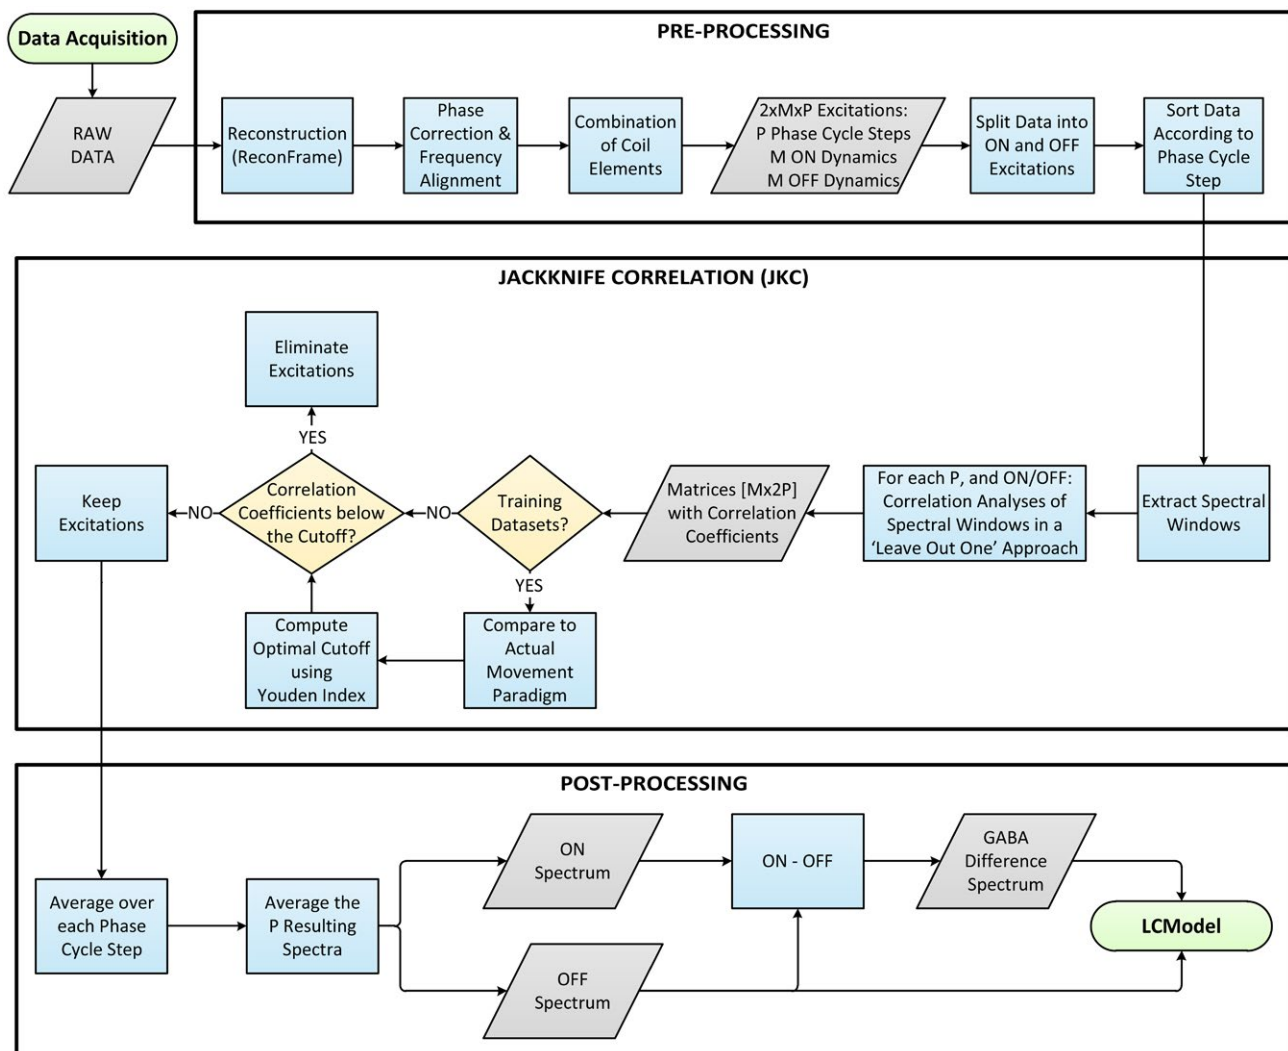 Data Acquisition
RAW
DATA
PRE-PROCESSING
Reconstruction
(ReconFrame)
Phase
Correction &
Frequency
Alignment
Combination
of Coil
Elements
2xMxP Excitations:
P Phase Cycle Steps
M ON Dynamics
M OFF Dynamics
Split Data into
ON and OFF
Excitations
Sort Data
According to
Phase Cycle
Step
JACKKNIFE CORRELATION (JKC)
Extract Spectral
Windows
For each P, and ON/OFF:
Correlation Analyses of
Spectral Windows in a
‘Leave Out One’ Approach
Matrices [Mx2P]
with Correlation
Coefficients
Training
Datasets?
NO
YES
Compare to
Actual
Movement
Paradigm
Compute
Optimal Cutoff
using
Youden Index
Correlation
Coefficients below
the Cutoff?
YES
Eliminate
Excitations
NO
Keep
Excitations
POST-PROCESSING
Average over
each Phase
Cycle Step
Average the
P Resulting
Spectra
ON
Spectrum
OFF
Spectrum
ON - OFF
GABA
Difference
Spectrum
LCModel